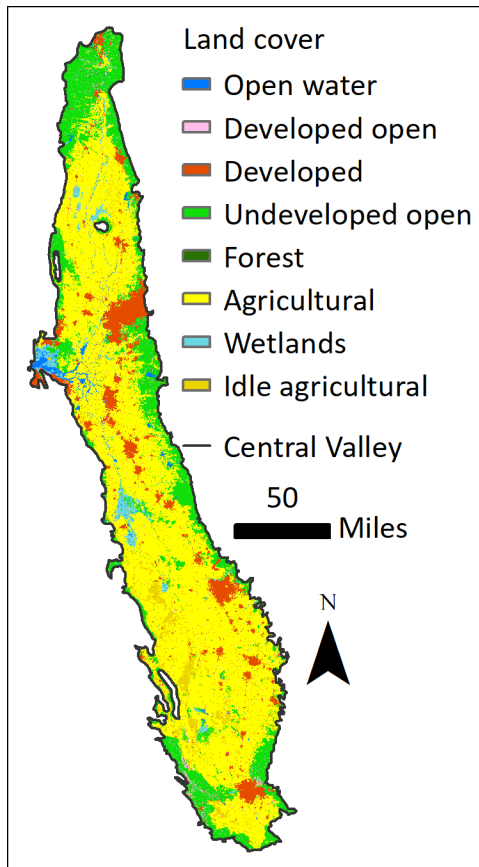 Land cover
Open water
Developed open
Developed
Undeveloped open
Forest
Agricultural
Wetlands
Idle agricultural
Central Valley
50
Miles
N